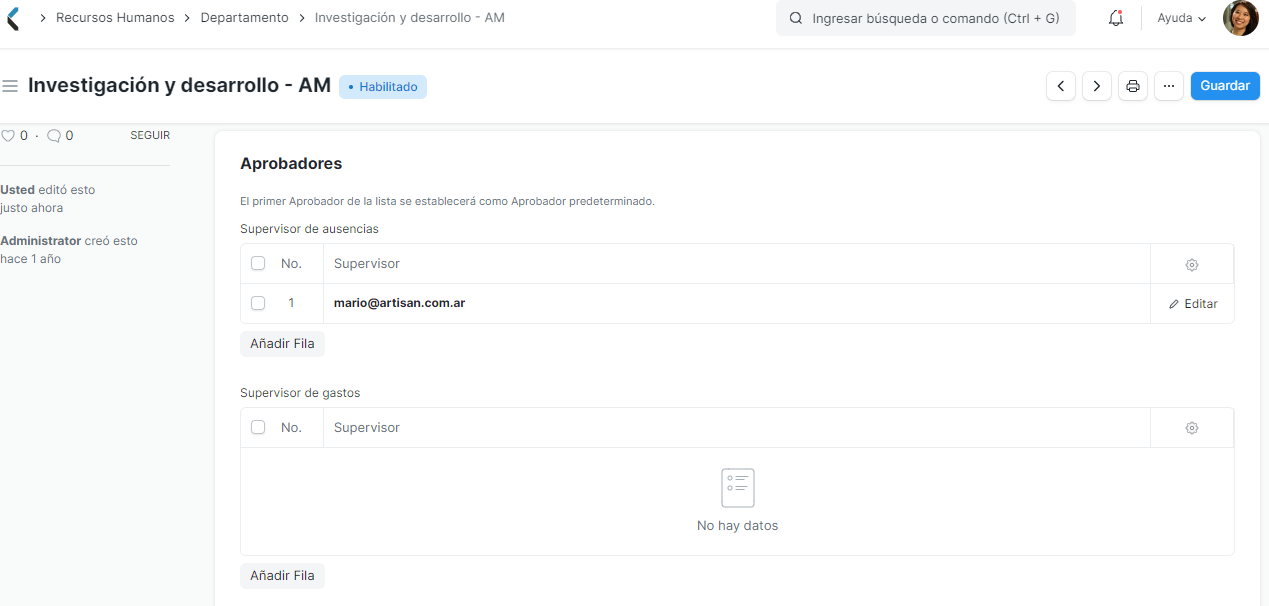 Recursos Humanos > Departamento > Investigación y desarrollo - AM
Ingresar búsqueda o comando (Ctrl + G)
Ayuda
Investigación y desarrollo - AM
• Habilitado
Guardar
0 · 0
SEGUIR
Usted editó esto
justo ahora
Administrator creó esto
hace 1 año
Aprobadores
El primer Aprobador de la lista se establecerá como Aprobador predeterminado.
Supervisor de ausencias
No. Supervisor
1 mario@artisan.com.ar Editar
Añadir Fila
Supervisor de gastos
No. Supervisor
No hay datos
Añadir Fila